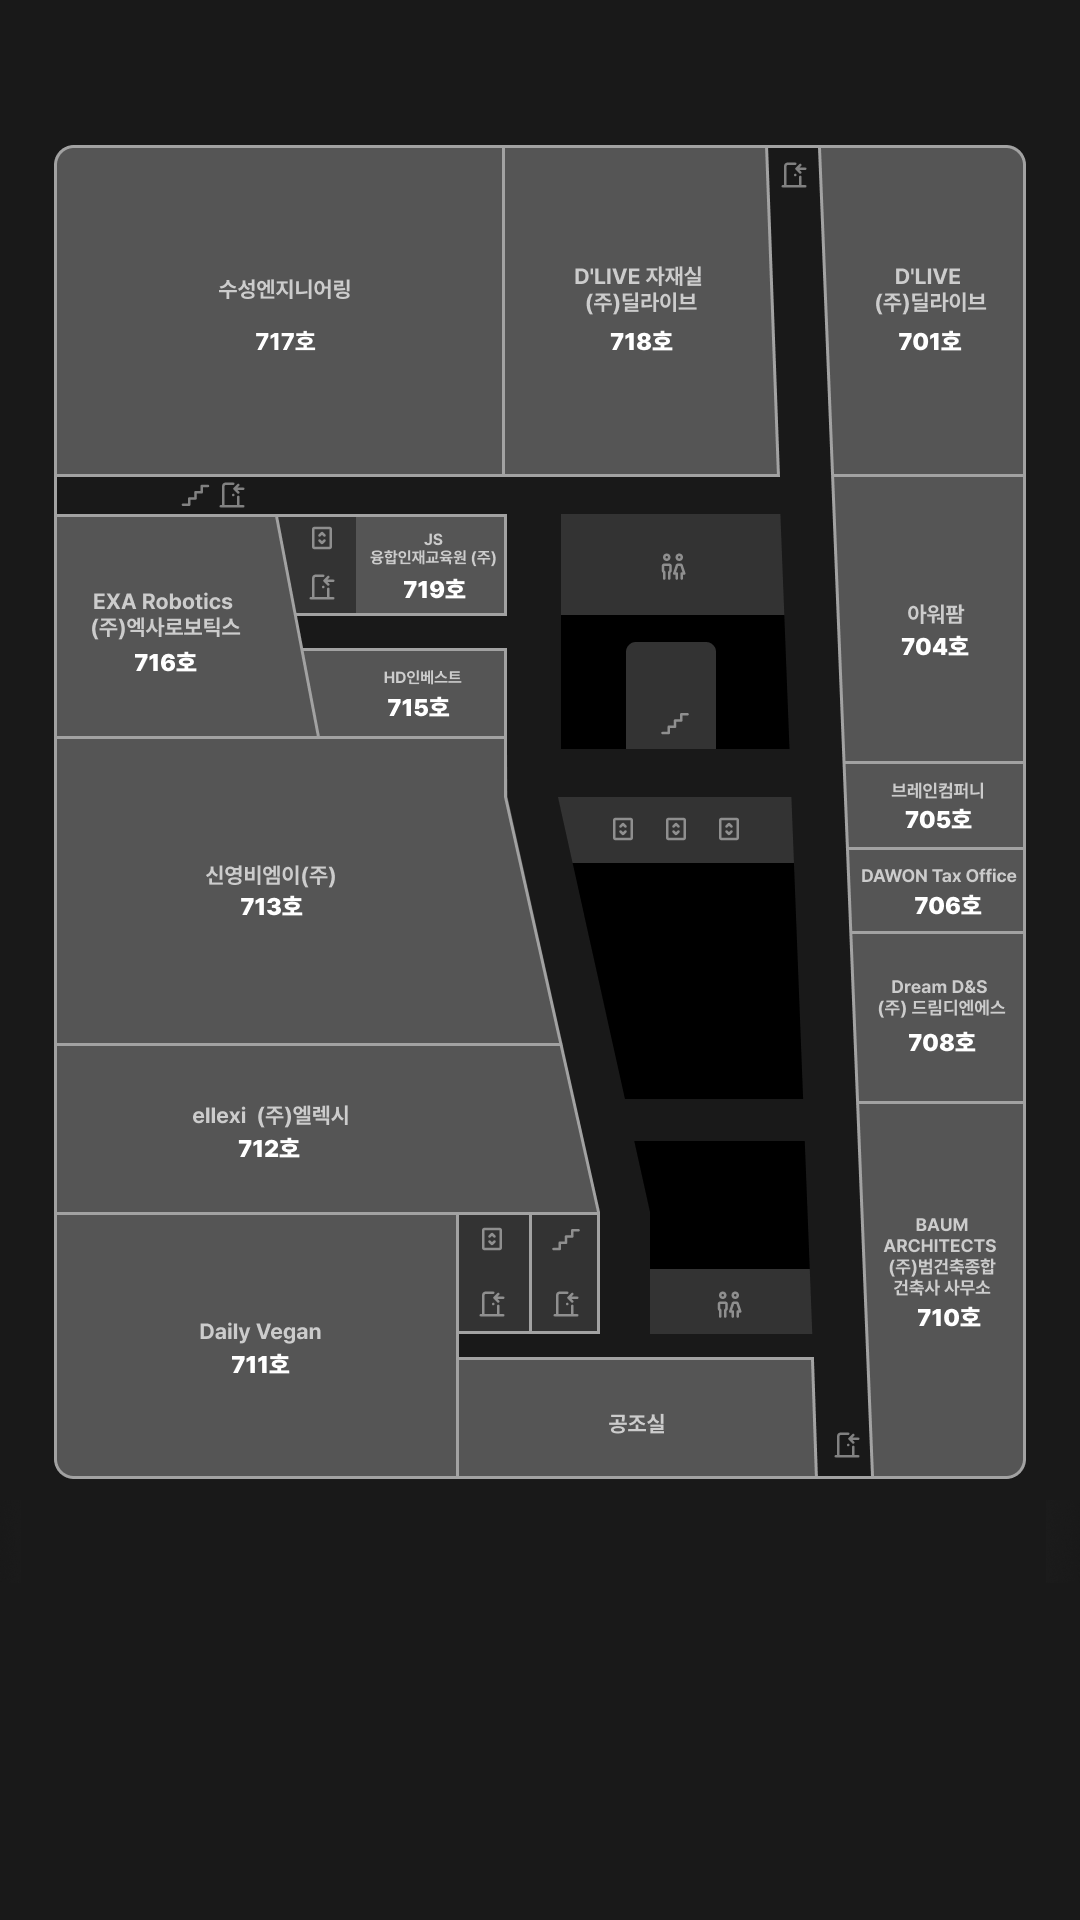 수성엔지니어링
717호
D'LIVE 자재실
(주)딜라이브
718호
D'LIVE
(주)딜라이브
701호
EXA Robotics
(주)엑사로보틱스
716호
JS
융합인재교육원 (주)
719호
HD인베스트
715호
아워팜
704호
브레인컴퍼니
705호
DAWON Tax Office
706호
신영비엠이(주)
713호
Dream D&S
(주) 드림디엔에스
708호
ellexi (주)엘렉시
712호
BAUM
ARCHITECTS
(주)범건축종합
건축사 사무소
710호
Daily Vegan
711호
공조실